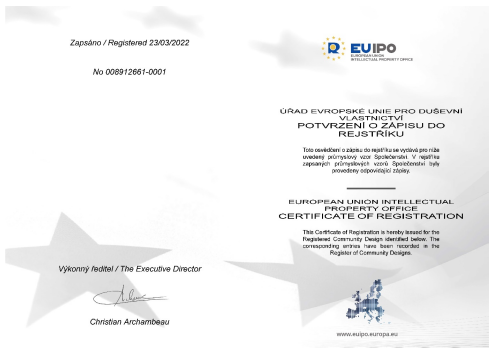 Zapsáno / Registered 23/03/2022
No 008912661-0001
Výkonný ředitel / The Executive Director
Christian Archambeau
EUIPO
EUROPEAN UNION
INTELLECTUAL PROPERTY OFFICE
ÚŘAD EVROPSKÉ UNIE PRO DUŠEVNÍ
VLASTNICTVÍ
POTVRZENÍ O ZÁPISU DO
REJSTŘÍKU
Toto osvědčení o zápisu do rejstříku se vydává pro níže
uvedený průmyslový vzor Společenství. V rejstříku
zapsaných průmyslových vzorů Společenství byly
provedeny odpovídající zápisy.
EUROPEAN UNION INTELLECTUAL
PROPERTY OFFICE
CERTIFICATE OF REGISTRATION
This Certificate of Registration is hereby issued for the
Registered Community Design identified below. The
corresponding entries have been recorded in the
Register of Community Designs.
www.euipo.europa.eu